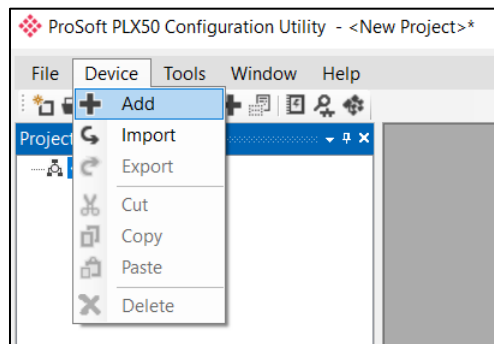 ProSoft PLX50 Configuration Utility - <New Project>*
File Device Tools Window Help
Add
Project
Import
Export
Cut
Copy
Paste
Delete